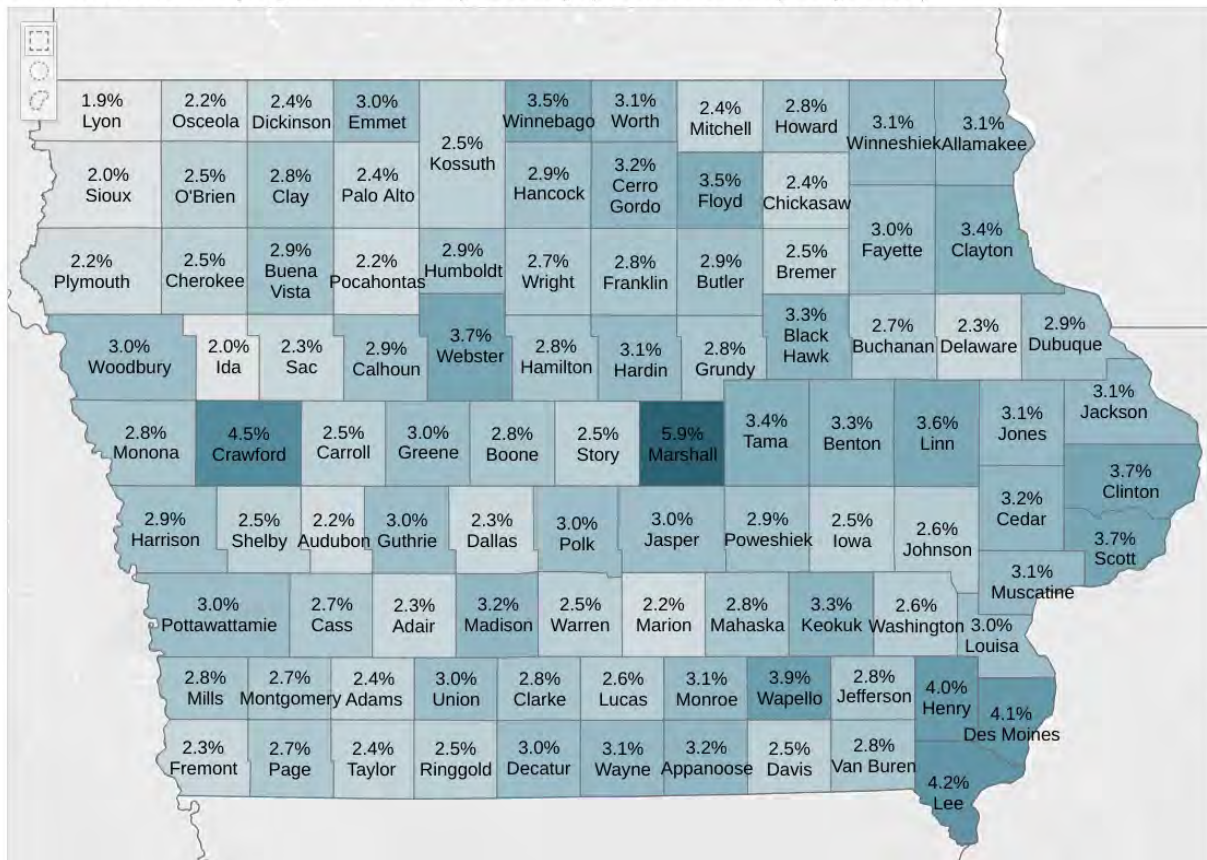 1.9%
Lyon
2.2%
Osceola
2.4%
Dickinson
3.0%
Emmet
2.5%
Kossuth
3.5%
Winnebago
3.1%
Worth
2.4%
Mitchell
2.8%
Howard
3.1%
Winneshiek
3.1%
Allamakee
2.0%
Sioux
2.5%
O'Brien
2.8%
Clay
2.4%
Palo Alto
2.9%
Hancock
3.2%
Cerro
Gordo
3.5%
Floyd
2.4%
Chickasaw
3.0%
Fayette
3.4%
Clayton
2.2%
Plymouth
2.5%
Cherokee
2.9%
Buena
Vista
2.2%
Pocahontas
2.9%
Humboldt
2.7%
Wright
2.8%
Franklin
2.9%
Butler
2.5%
Bremer
3.0%
Woodbury
2.0%
Ida
2.3%
Sac
2.9%
Calhoun
3.7%
Webster
2.8%
Hamilton
3.1%
Hardin
2.8%
Grundy
3.3%
Black
Hawk
2.7%
Buchanan
2.3%
Delaware
2.9%
Dubuque
2.8%
Monona
4.5%
Crawford
2.5%
Carroll
3.0%
Greene
2.8%
Boone
2.5%
Story
5.9%
Marshall
3.4%
Tama
3.3%
Benton
3.6%
Linn
3.1%
Jones
3.1%
Jackson
3.7%
Clinton
2.9%
Harrison
2.5%
Shelby
2.2%
Audubon
3.0%
Guthrie
2.3%
Dallas
3.0%
Polk
3.0%
Jasper
2.9%
Poweshiek
2.5%
Iowa
2.6%
Johnson
3.2%
Cedar
3.7%
Scott
3.1%
Muscatine
3.0%
Pottawattamie
2.7%
Cass
2.3%
Adair
3.2%
Madison
2.5%
Warren
2.2%
Marion
2.8%
Mahaska
3.3%
Keokuk
2.6%
Washington
3.0%
Louisa
2.8%
Mills
2.7%
Montgomery
2.4%
Adams
3.0%
Union
2.8%
Clarke
2.6%
Lucas
3.1%
Monroe
3.9%
Wapello
2.8%
Jefferson
4.0%
Henry
4.1%
Des Moines
2.3%
Fremont
2.7%
Page
2.4%
Taylor
2.5%
Ringgold
3.0%
Decatur
3.1%
Wayne
3.2%
Appanoose
2.5%
Davis
2.8%
Van Buren
4.2%
Lee